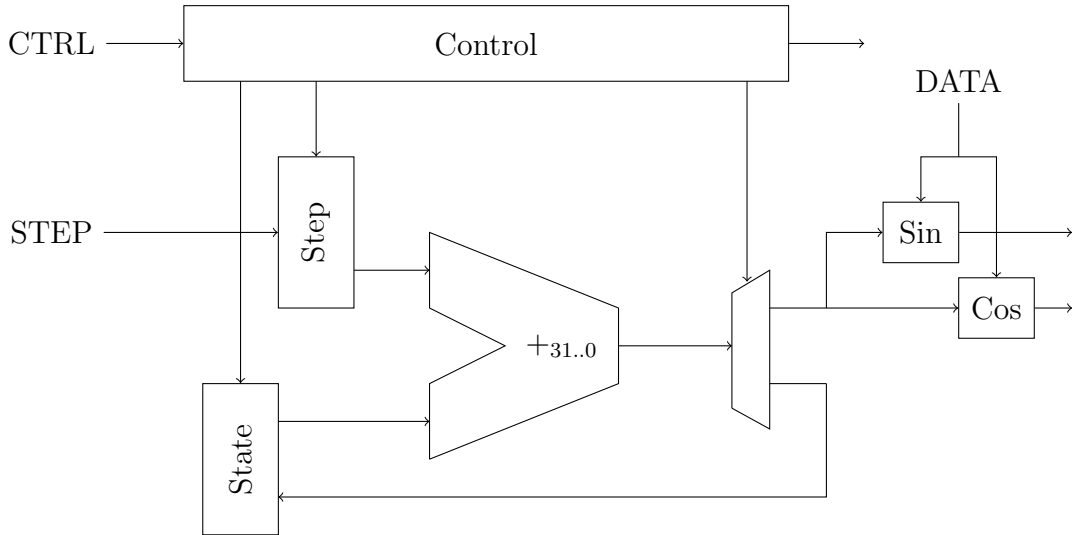 CTRL
Control
DATA
STEP
Step
Sin
Cos
+31..0
State